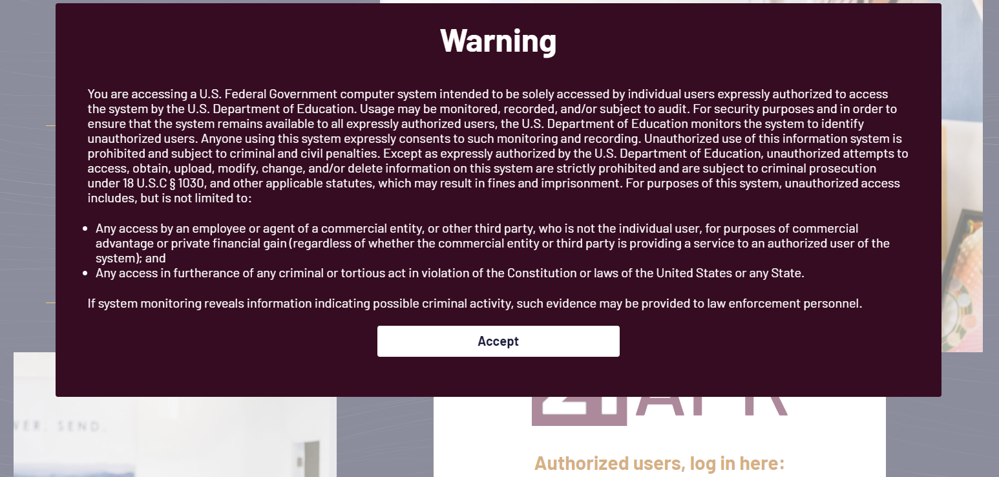 Warning
You are accessing a U.S. Federal Government computer system intended to be solely accessed by individual users expressly authorized to access
the system by the U.S. Department of Education. Usage may be monitored, recorded, and/or subject to audit. For security purposes and in order to
ensure that the system remains available to all expressly authorized users, the U.S. Department of Education monitors the system to identify
unauthorized users. Anyone using this system expressly consents to such monitoring and recording. Unauthorized use of this information system is
prohibited and subject to criminal and civil penalties. Except as expressly authorized by the U.S. Department of Education, unauthorized attempts to
access, obtain, upload, modify, change, and/or delete information on this system are strictly prohibited and are subject to criminal prosecution
under 18 U.S.C § 1030, and other applicable statutes, which may result in fines and imprisonment. For purposes of this system, unauthorized access
includes, but is not limited to:
• Any access by an employee or agent of a commercial entity, or other third party, who is not the individual user, for purposes of commercial
advantage or private financial gain (regardless of whether the commercial entity or third party is providing a service to an authorized user of the
system); and
• Any access in furtherance of any criminal or tortious act in violation of the Constitution or laws of the United States or any State.
If system monitoring reveals information indicating possible criminal activity, such evidence may be provided to law enforcement personnel.
Accept
SEND.
Authorized users, log in here: